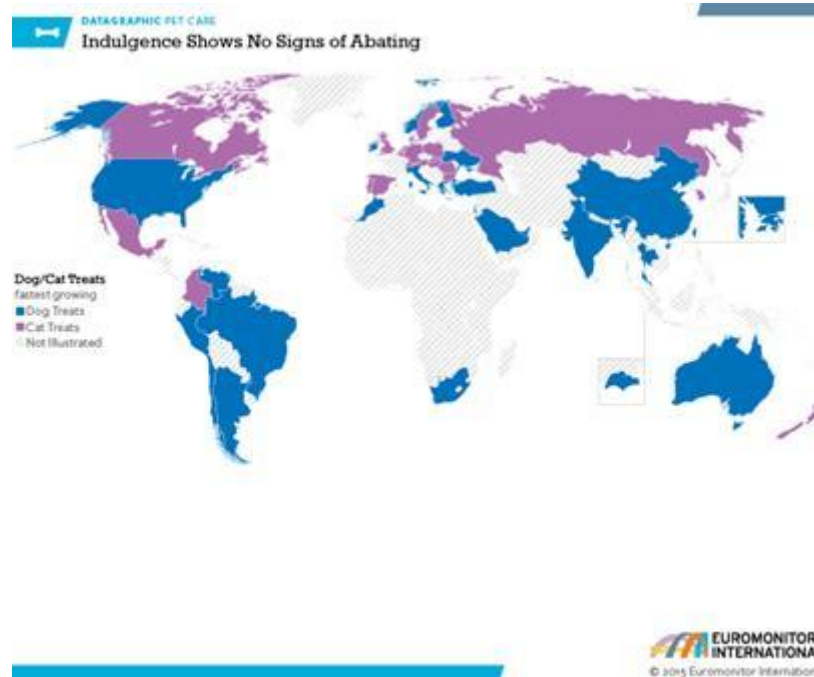 DATAGRAPHIC PET CARE
Indulgence Shows No Signs of Abating
Dog/Cat Treats
fastest growing
Dog Treats
Cat Treats
Not Illustrated
EUROMONITOR
INTERNATIONA
© 2015 Euromonitor Internation